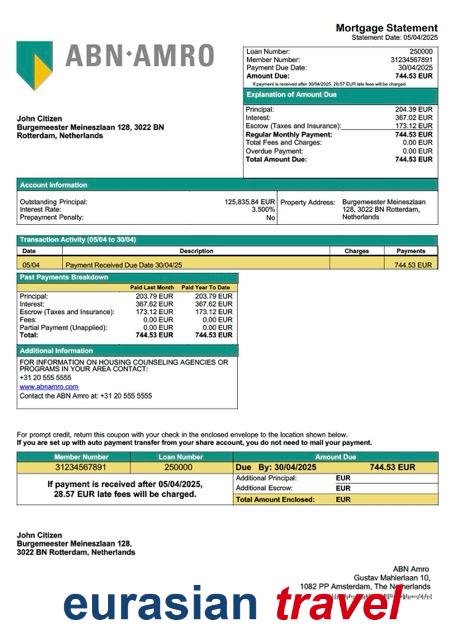 Mortgage Statement
Statement Date: 05/04/2025
ABN·AMRO
Loan Number: 250000
Member Number: 31234567891
Payment Due Date: 30/04/2025
Amount Due: 744.53 EUR
If payment is received after 30/04/2025, 28.57 EUR late fees will be charged.
Explanation of Amount Due
Principal: 204.39 EUR
Interest: 367.02 EUR
Escrow (Taxes and Insurance): 173.12 EUR
Regular Monthly Payment: 744.53 EUR
Total Fees and Charges: 0.00 EUR
Overdue Payment: 0.00 EUR
Total Amount Due: 744.53 EUR
John Citizen
Burgemeester Meineszlaan 128, 3022 BN
Rotterdam, Netherlands
Account Information
Outstanding Principal: 125,835.84 EUR
Interest Rate: 3.500%
Prepayment Penalty: No
Property Address: Burgemeester Meineszlaan
128, 3022 BN Rotterdam,
Netherlands
Transaction Activity (05/04 to 30/04)
Date Description Charges Payments
05/04 Payment Received Due Date 30/04/25 744.53 EUR
Past Payments Breakdown
Paid Last Month Paid Year To Date
Principal: 203.79 EUR 203.79 EUR
Interest: 367.62 EUR 367.62 EUR
Escrow (Taxes and Insurance): 173.12 EUR 173.12 EUR
Fees: 0.00 EUR 0.00 EUR
Partial Payment (Unapplied): 0.00 EUR 0.00 EUR
Total: 744.53 EUR 744.53 EUR
Additional Information
FOR INFORMATION ON HOUSING COUNSELING AGENCIES OR
PROGRAMS IN YOUR AREA CONTACT:
+31 20 555 5555
www.abnamro.com
Contact the ABN Amro at: +31 20 555 5555
For prompt credit, return this coupon with your check in the enclosed envelope to the location shown below.
If you are set up with auto payment transfer from your share account, you do not need to mail your payment.
Member Number Loan Number Amount Due
31234567891 250000 Due By: 30/04/2025 744.53 EUR
If payment is received after 05/04/2025,
28.57 EUR late fees will be charged.
Additional Principal: EUR
Additional Escrow: EUR
Total Amount Enclosed: EUR
John Citizen
Burgemeester Meineszlaan 128,
3022 BN Rotterdam, Netherlands
ABN Amro
Gustav Mahlerlaan 10,
1082 PP Amsterdam, The Netherlands
eurasian travel